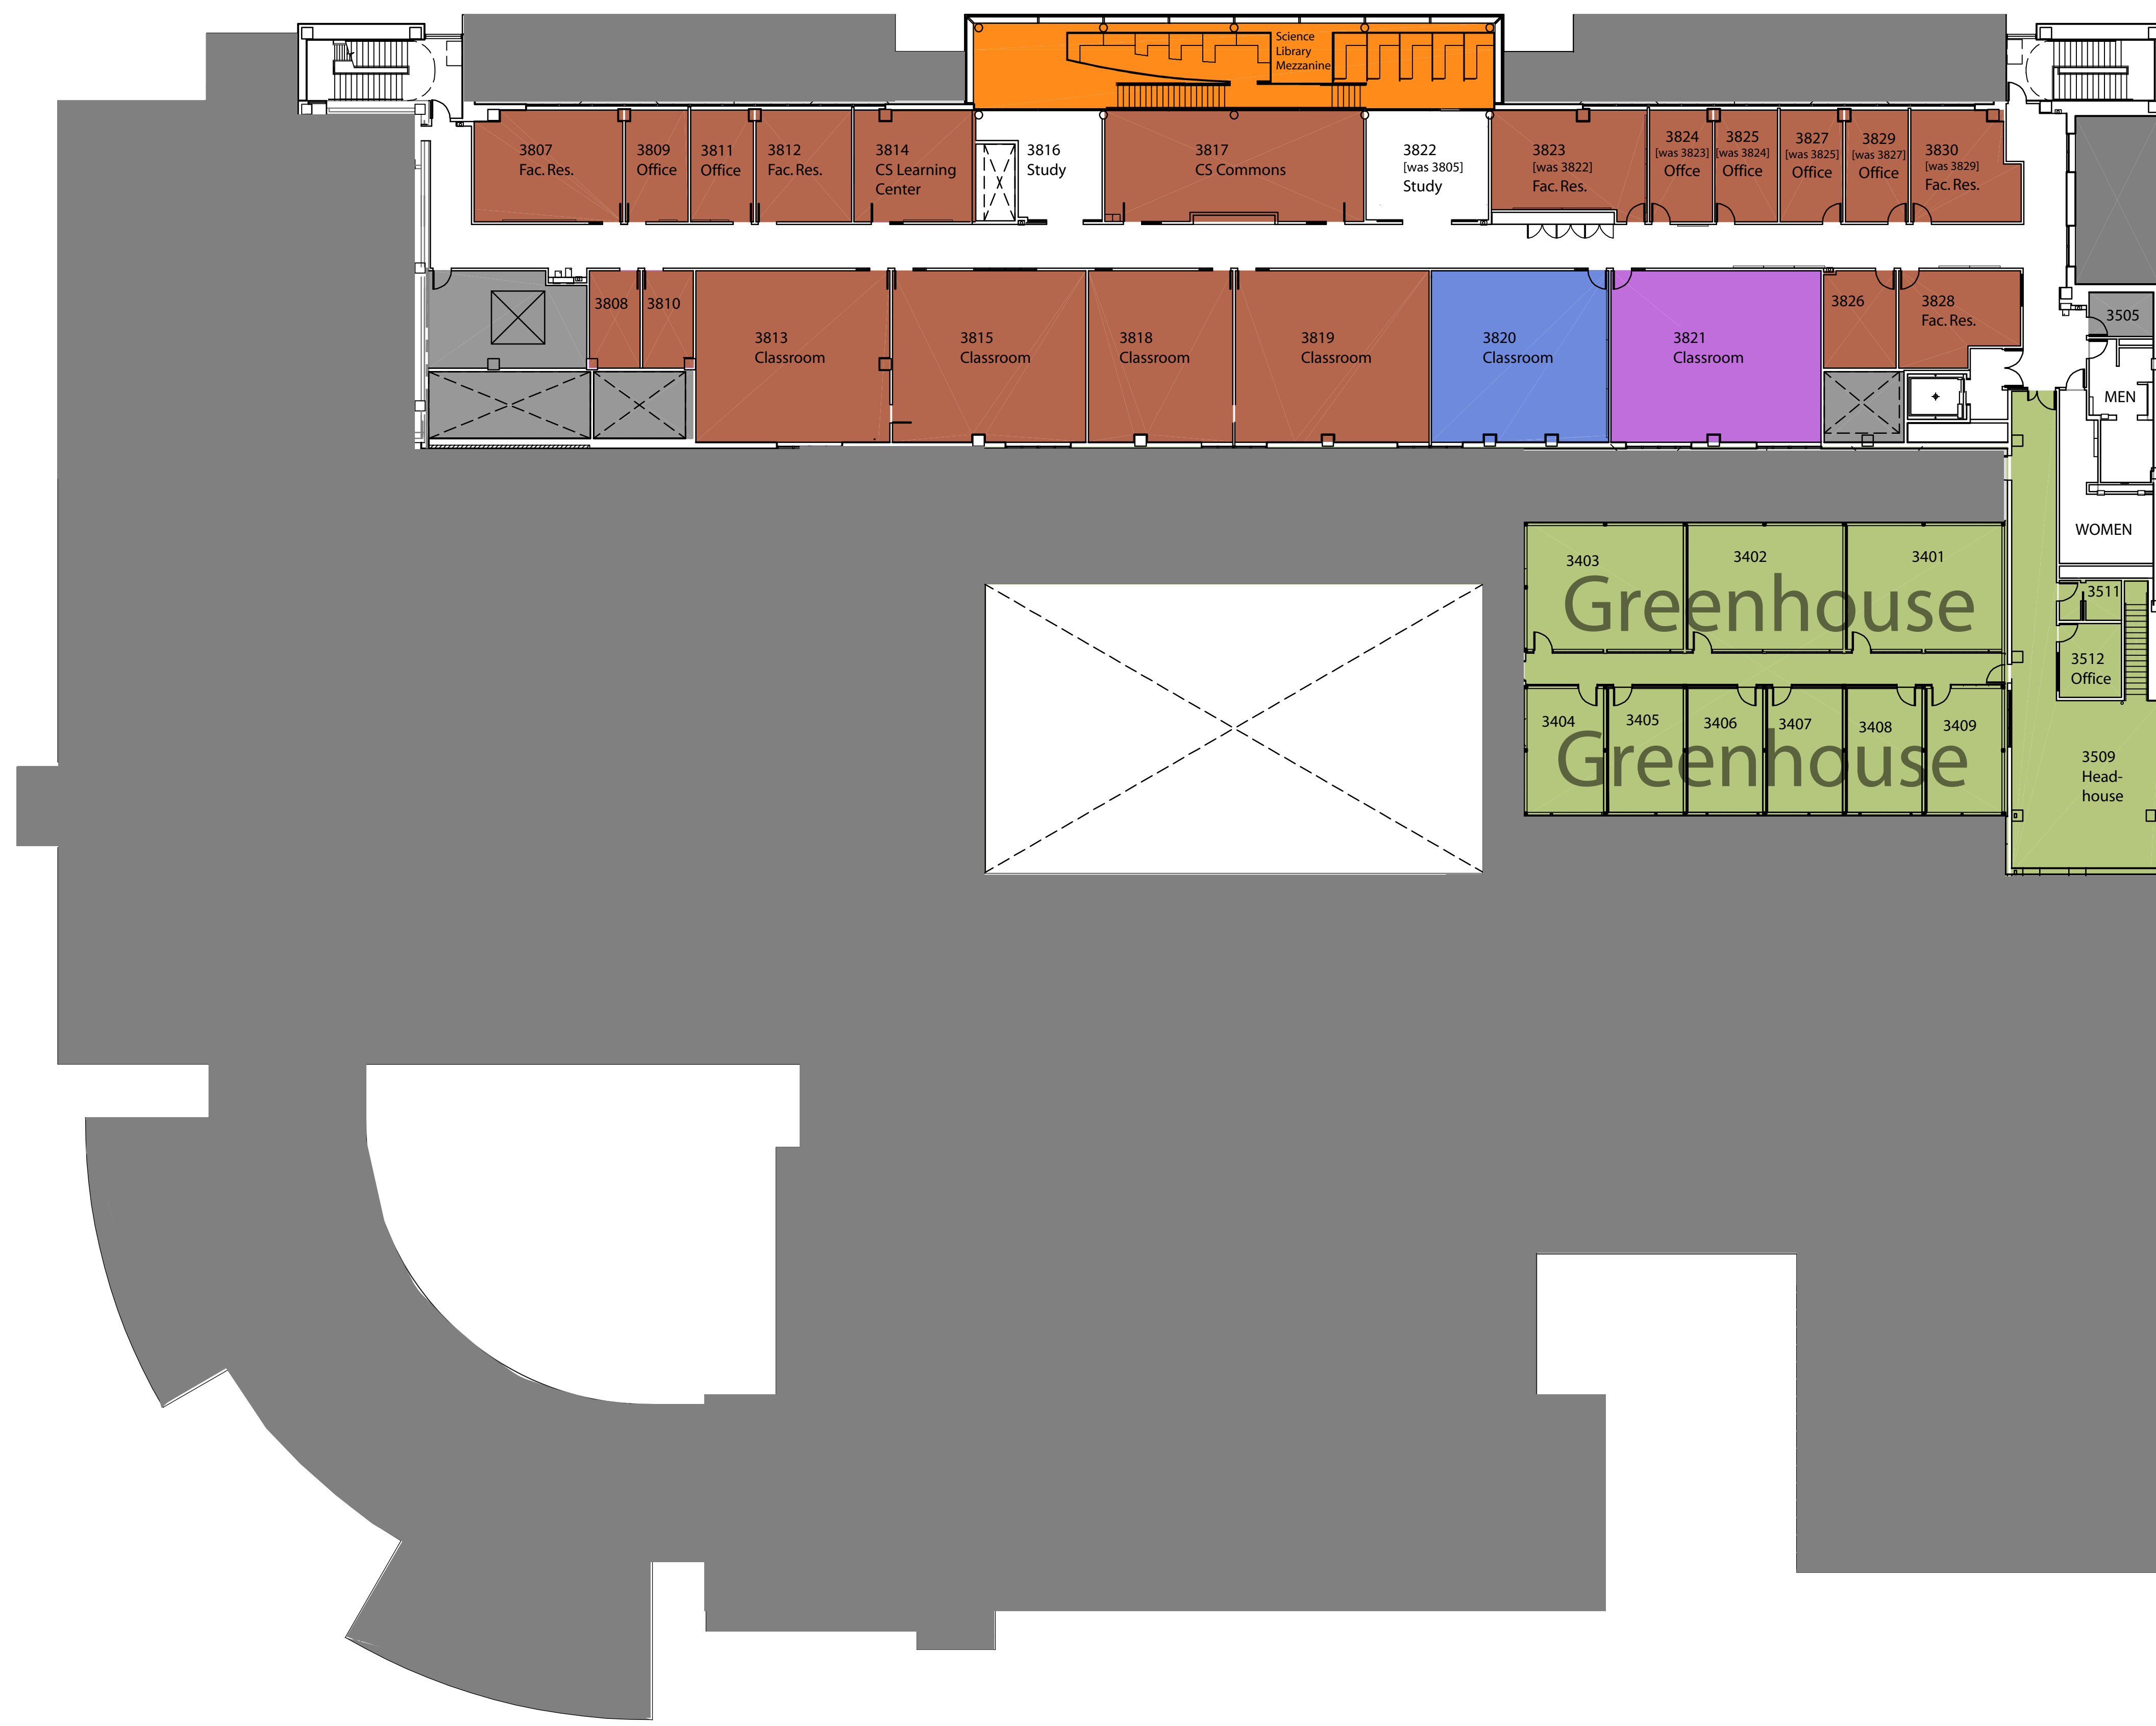 Science
Library
Mezzanine
3807
Fac. Res.
3809
Office
3811
Office
3812
Fac. Res.
3814
CS Learning
Center
3816
Study
3817
CS Commons
3822
[was 3805]
Study
3823
[was 3822]
Fac. Res.
3824
[was 3823]
Offce
3825
[was 3824]
Office
3827
[was 3825]
Office
3829
[was 3827]
Office
3830
[was 3829]
Fac. Res.
3808
3810
3813
Classroom
3815
Classroom
3818
Classroom
3819
Classroom
3820
Classroom
3821
Classroom
3826
3828
Fac. Res.
3505
MEN
WOMEN
3403
3402
3401
Greenhouse
3511
3512
Office
3404
3405
3406
3407
3408
3409
Greenhouse
3509
Head-
house